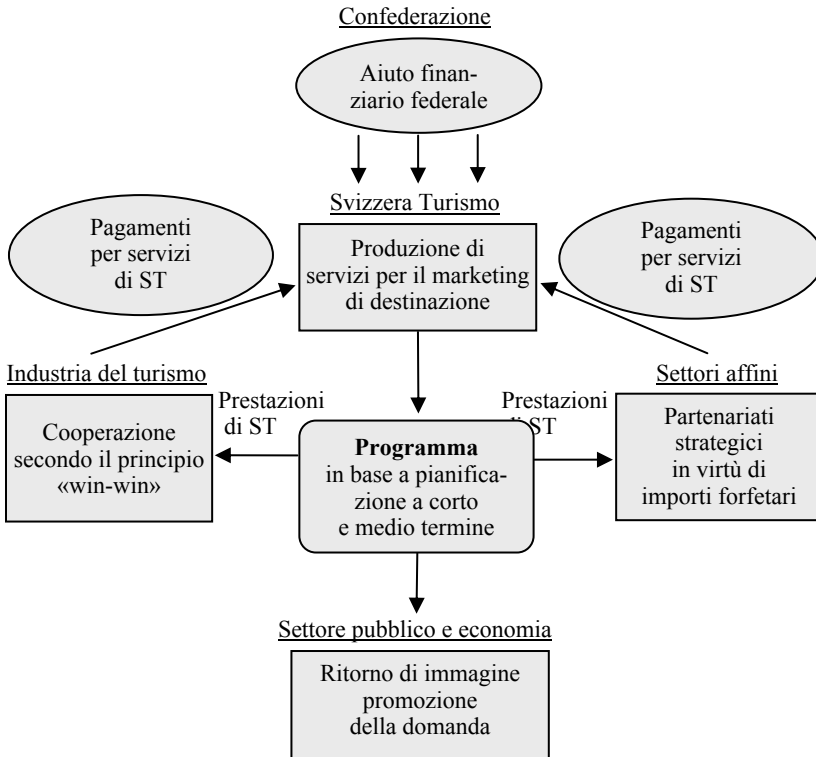 Confederazione
Aiuto finan-
ziario federale
Svizzera Turismo
Pagamenti
per servizi
di ST
Produzione di
servizi per il marketing
di destinazione
Pagamenti
per servizi
di ST
Industria del turismo
Settori affini
Prestazioni
di ST
Prestazioni
di ST
Cooperazione
secondo il principio
«win-win»
Programma
in base a pianifica-
zione a corto
e medio termine
Partenariati
strategici
in virtù di
importi forfetari
Settore pubblico e economia
Ritorno di immagine
promozione
della domanda